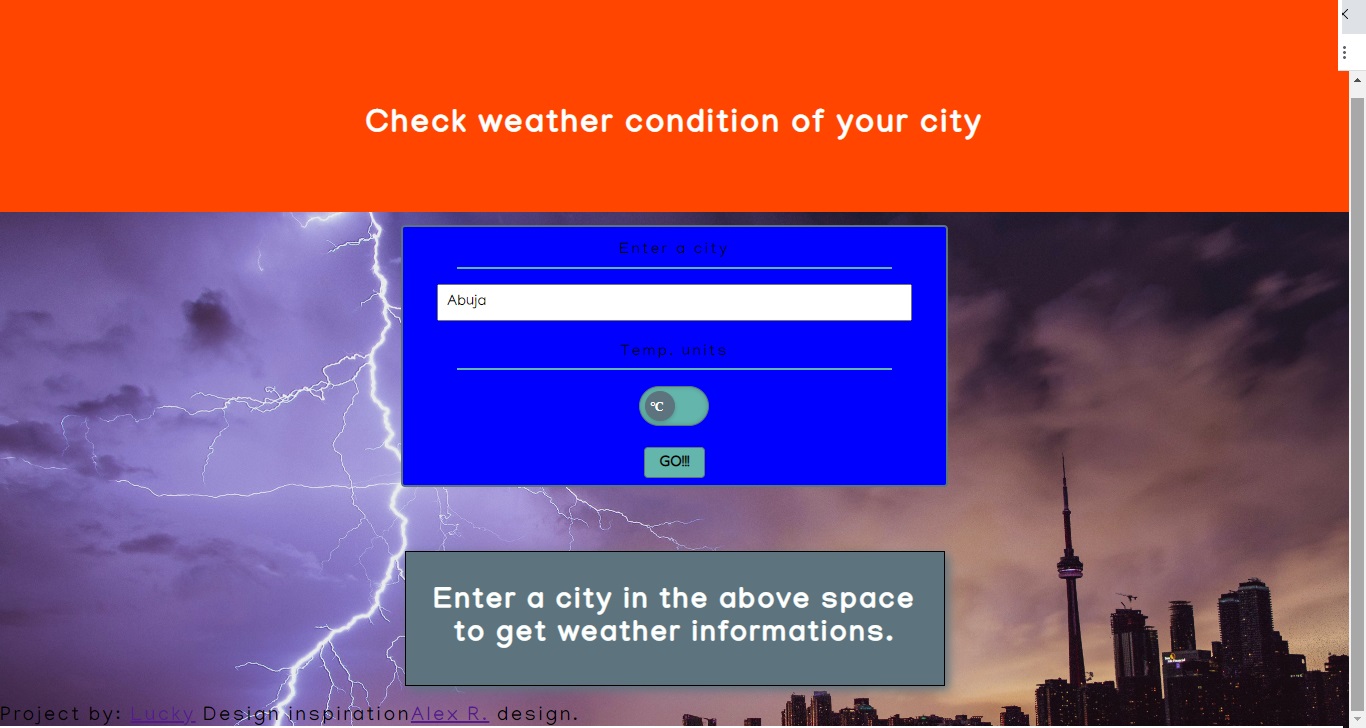 Check weather condition of your city
Enter a city
Abuja
Temp. units
°C
GO!!!
Enter a city in the above space
to get weather informations.
Project by: Lucky Design inspirationAlex R. design.